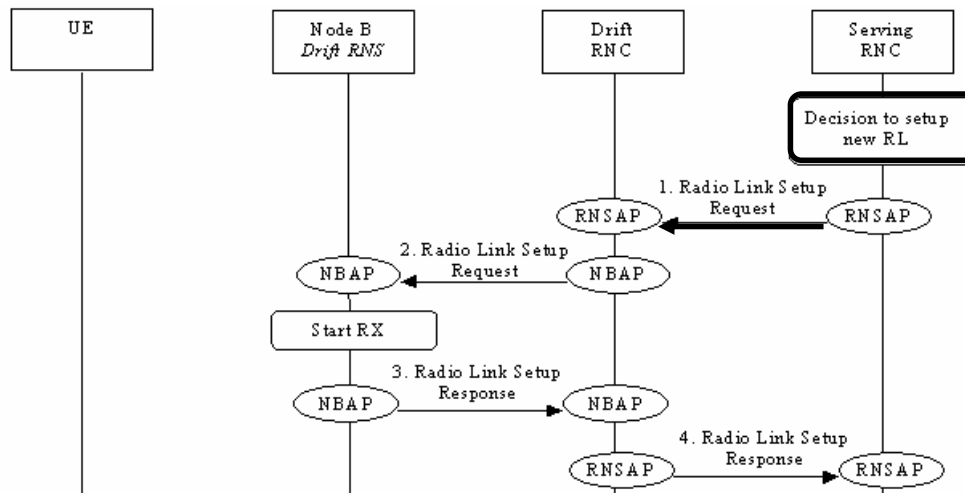 UE
Node B
Drift RNS
Drift
RNC
Serving
RNC
Decision to setup
new RL
1. Radio Link Setup
Request
RNSAP
RNSAP
2. Radio Link Setup
Request
NBAP
NBAP
Start RX
3. Radio Link Setup
Response
NBAP
NBAP
4. Radio Link Setup
Response
RNSAP
RNSAP